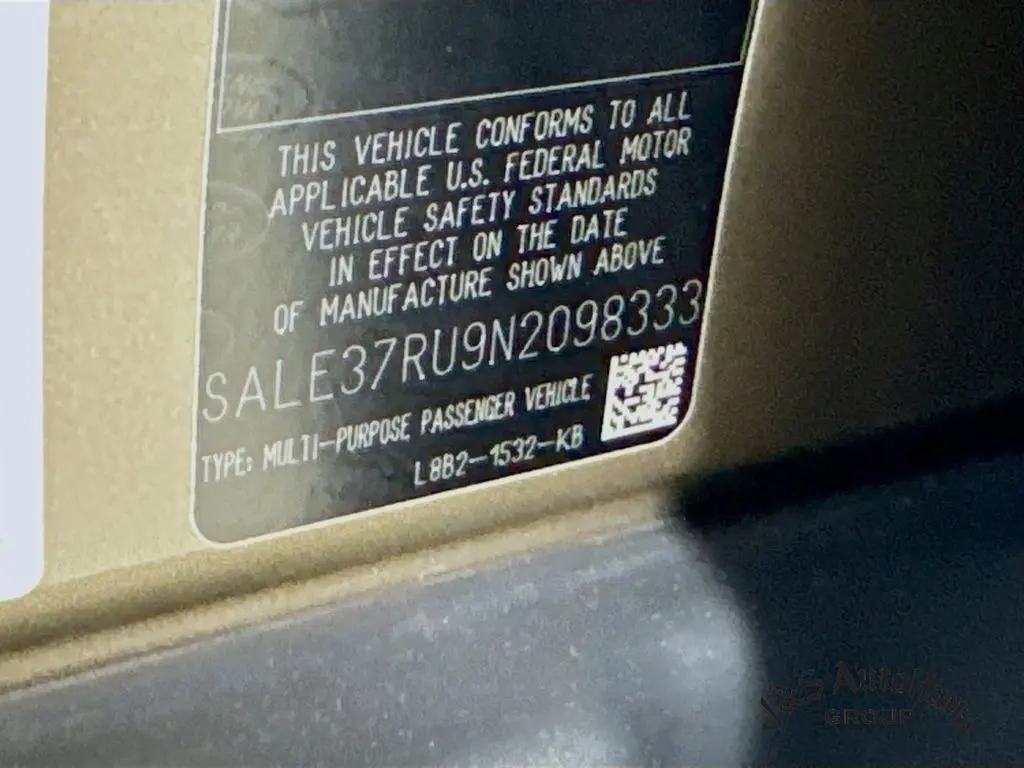 THIS VEHICLE CONFORMS TO ALL
APPLICABLE U.S. FEDERAL MOTOR
VEHICLE SAFETY STANDARDS
IN EFFECT ON THE DATE
OF MANUFACTURE SHOWN ABOVE
SALE37RU9N2098333
TYPE: MULTI-PURPOSE PASSENGER VEHICLE
L8B2-1532-KB
GROUP